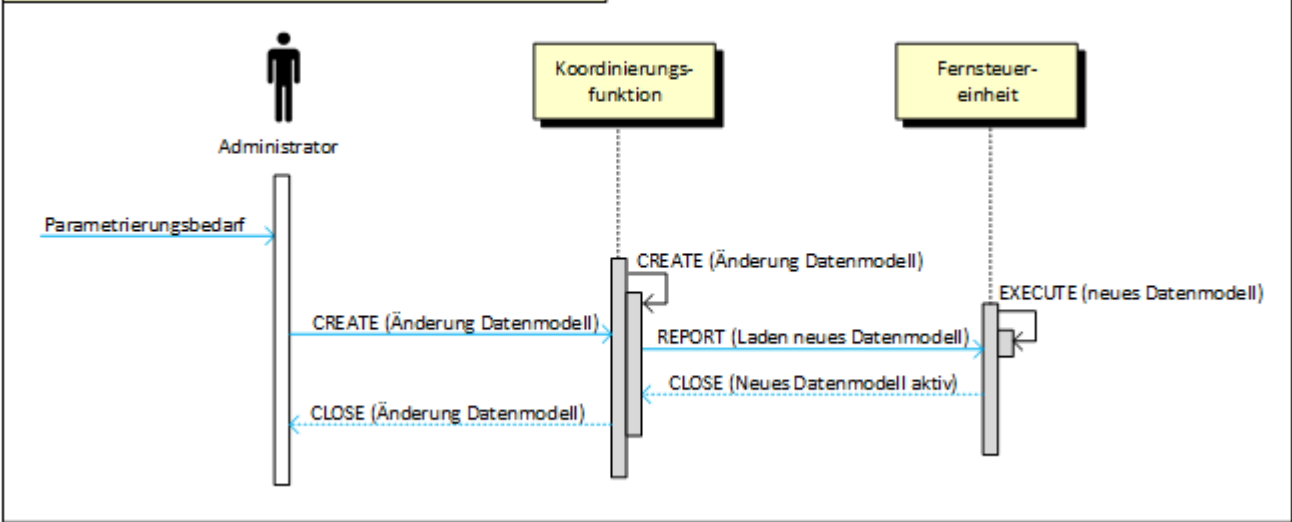 Koordinierungs-
funktion
Fernsteuer-
einheit
Administrator
Parametrierungsbedarf
CREATE (Änderung Datenmodell)
EXECUTE (neues Datenmodell)
CREATE (Änderung Datenmodell)
REPORT (Laden neues Datenmodell)
CLOSE (Neues Datenmodell aktiv)
CLOSE (Änderung Datenmodell)